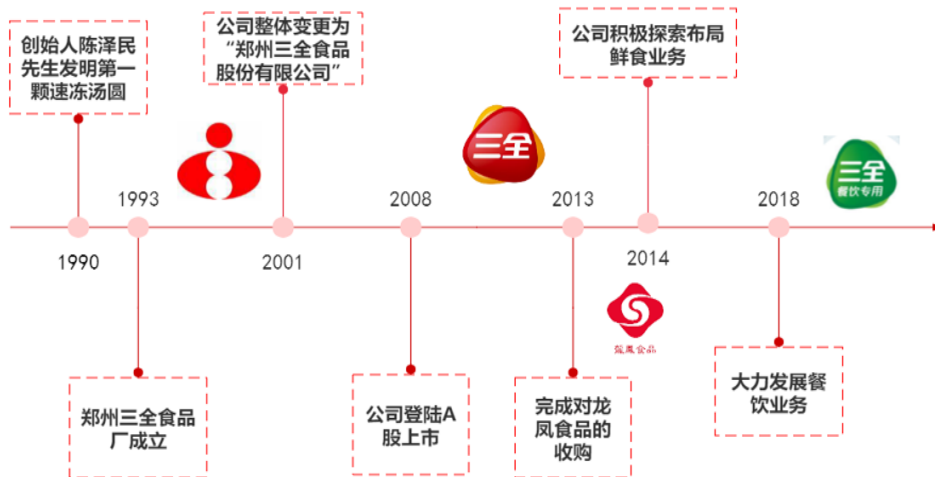 创始人陈泽民
先生发明第一
颗速冻汤圆
公司整体变更为
“郑州三全食品
股份有限公司”
公司积极探索布局
鲜食业务
三全
三全
餐饮专用
1993
2008
2013
2018
1990
2001
2014
龍鳳食品
郑州三全食品
厂成立
公司登陆A
股上市
完成对龙
凤食品的
收购
大力发展餐
饮业务